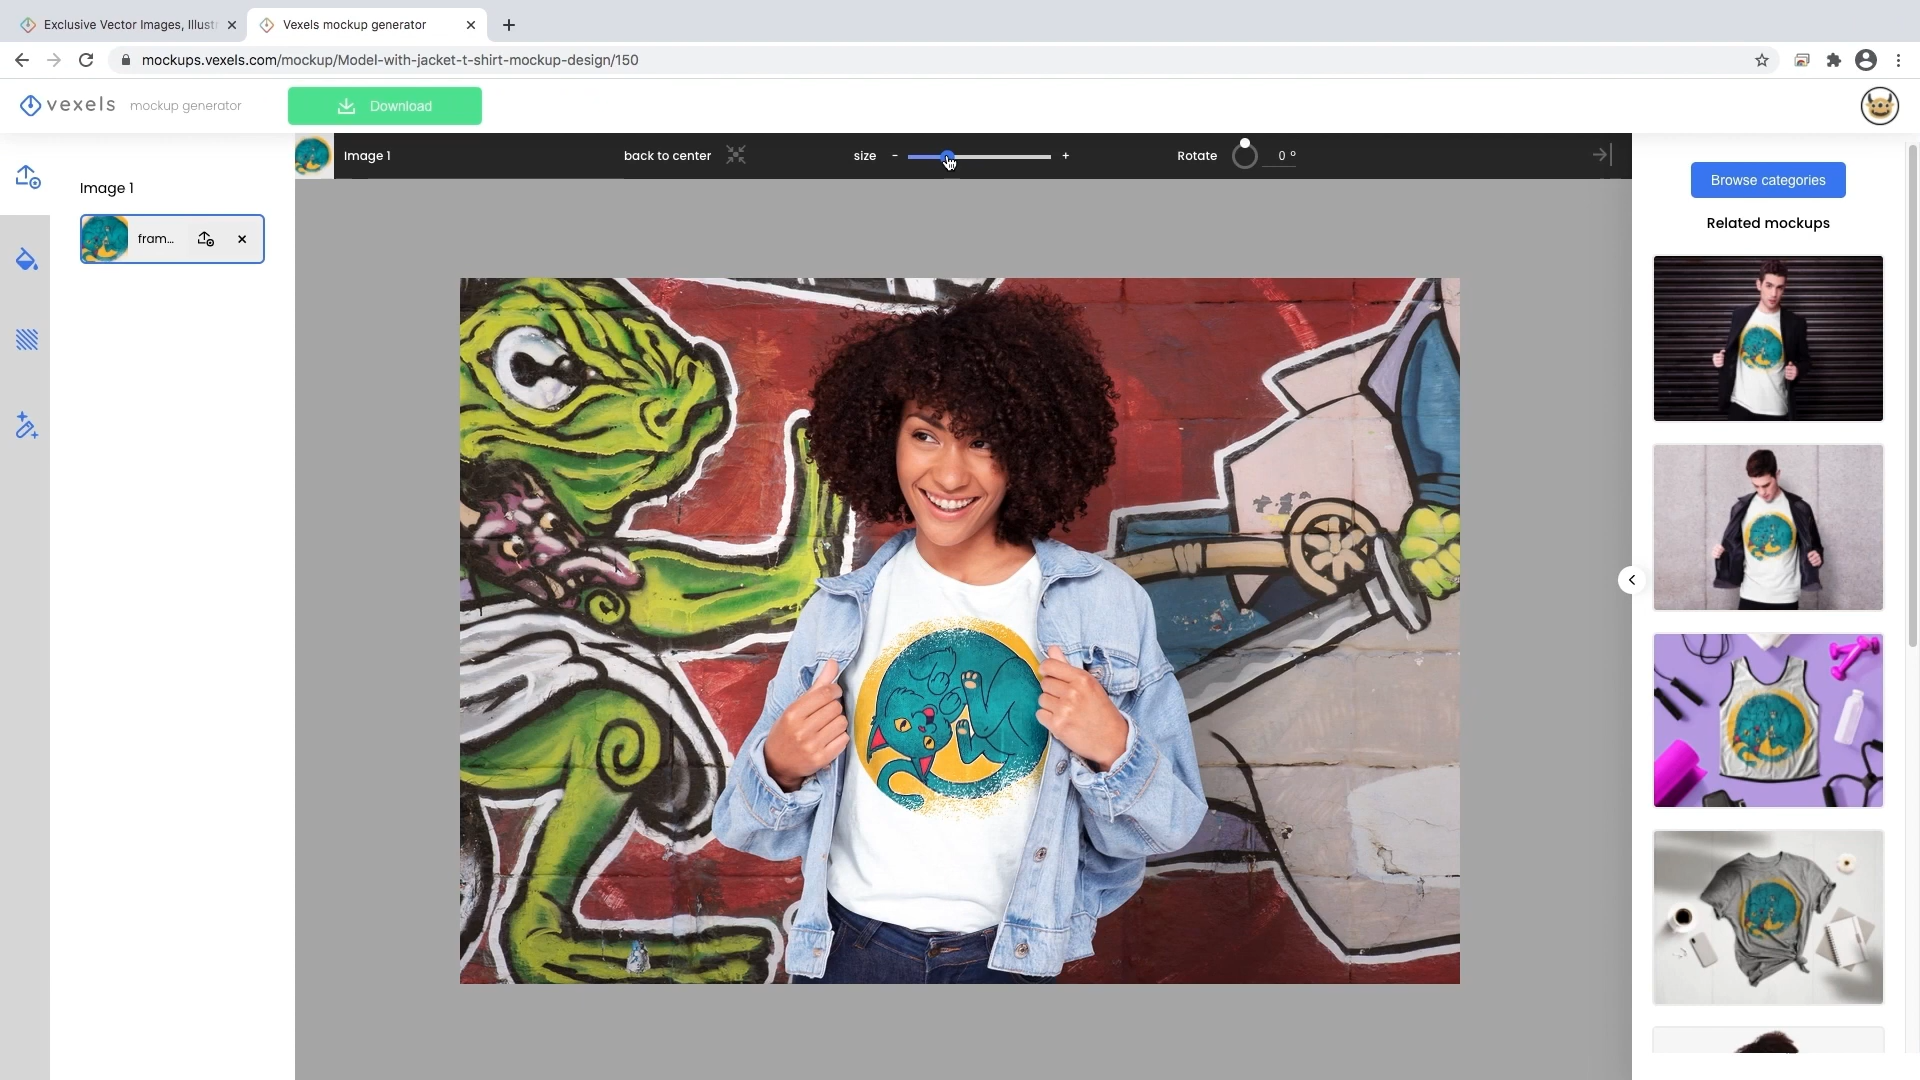 Exclusive Vector Images, Illustr
Vexels mockup generator
mockups.vexels.com/mockup/Model-with-jacket-t-shirt-mockup-design/150
vexels mockup generator
Download
Image 1
back to center
size - +
Rotate 0 °
Image 1
fram...
Browse categories
Related mockups